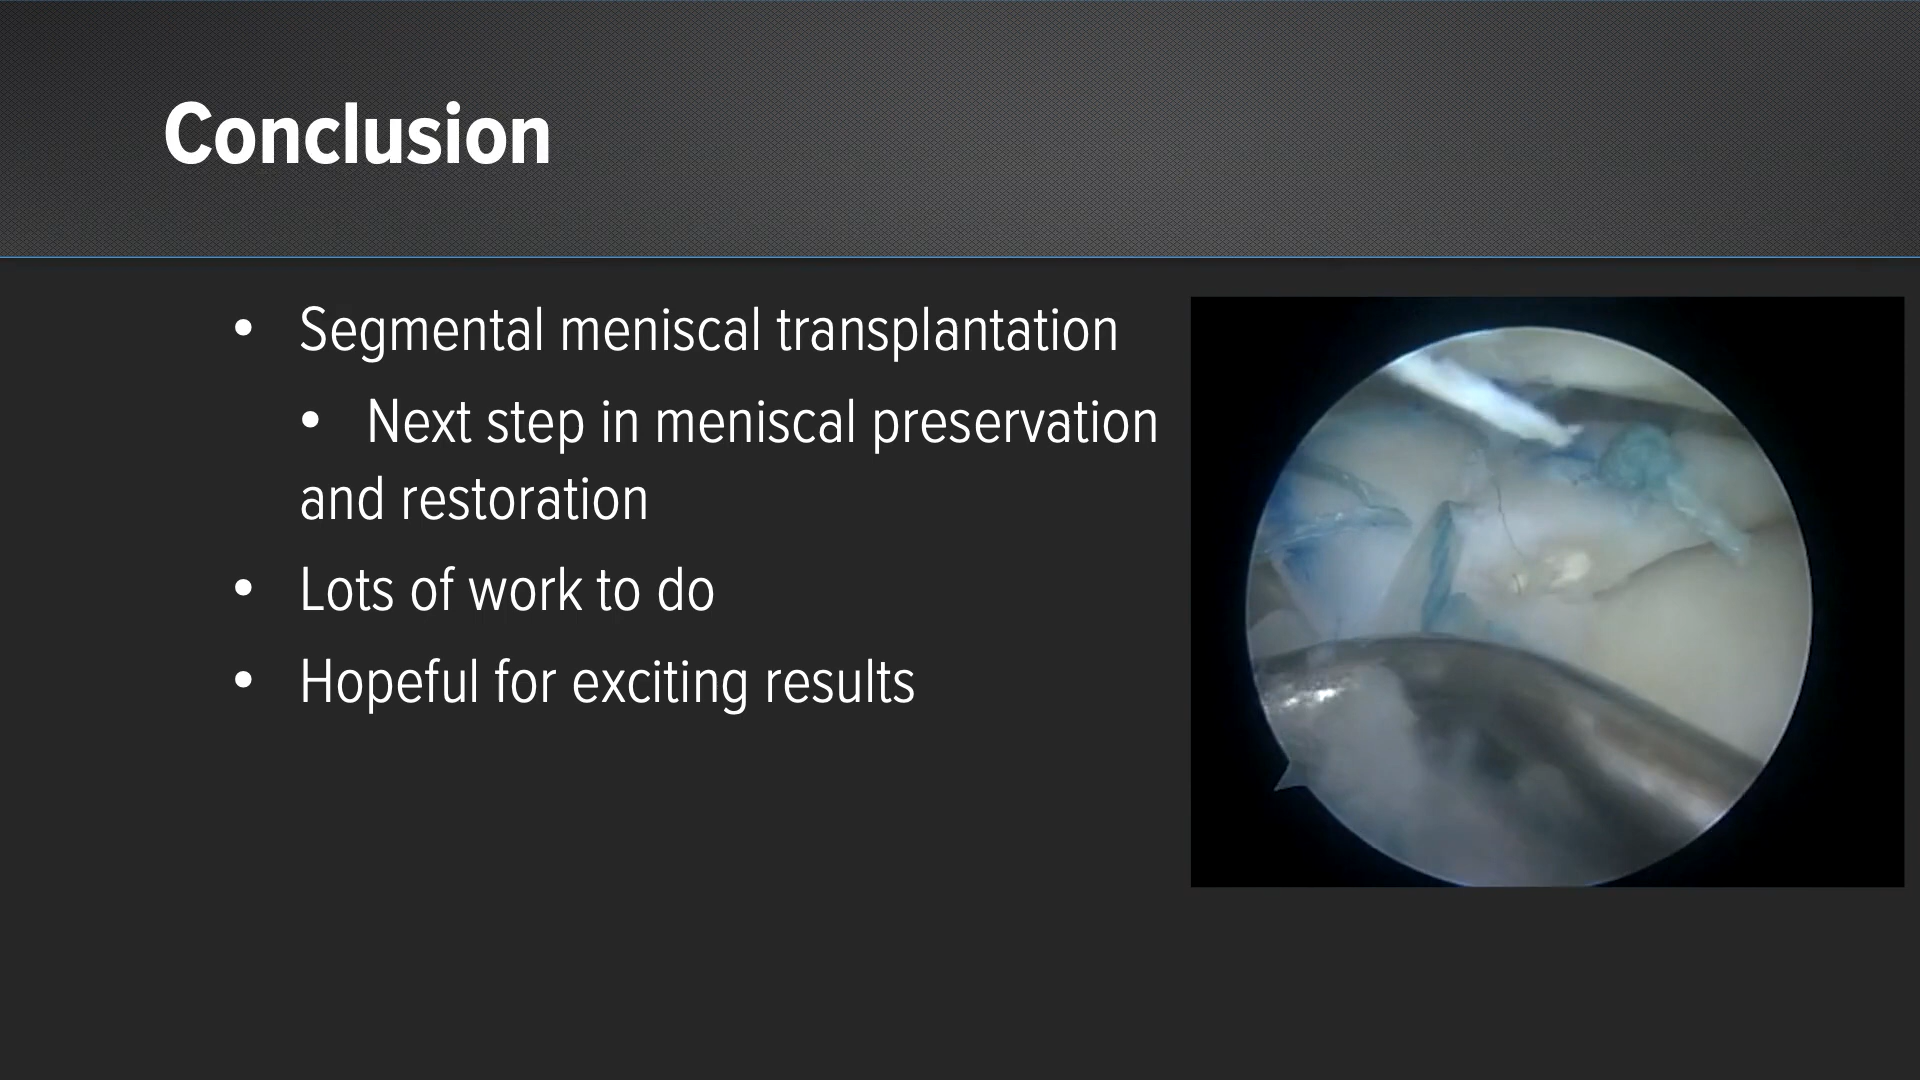 Conclusion
• Segmental meniscal transplantation
• Next step in meniscal preservation
and restoration
• Lots of work to do
• Hopeful for exciting results